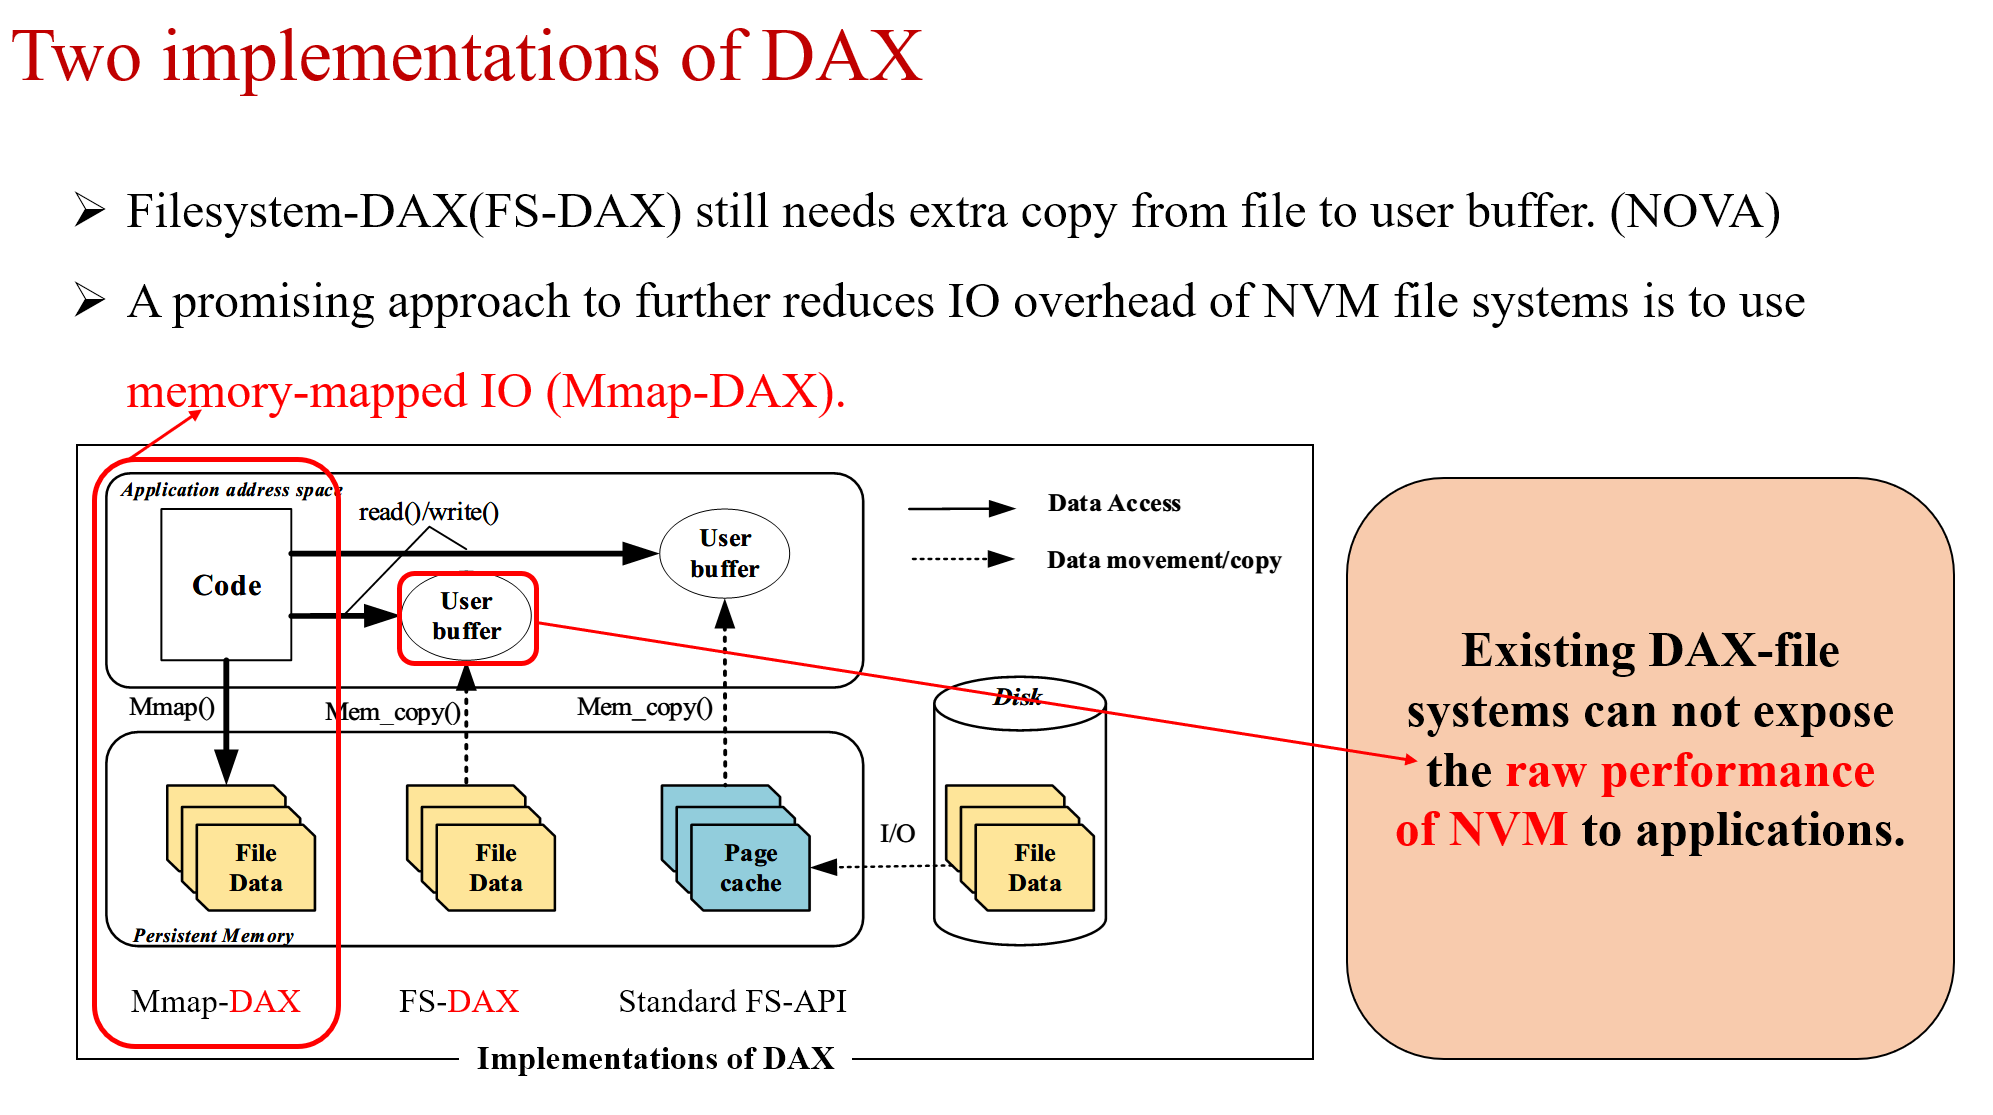 Two implementations of DAX
Filesystem-DAX(FS-DAX) still needs extra copy from file to user buffer. (NOVA)
A promising approach to further reduces IO overhead of NVM file systems is to use
memory-mapped IO (Mmap-DAX).
Application address space
read()/write()
Code
User
buffer
User
buffer
Data Access
Data movement/copy
Mmap()
Mem_copy()
Mem_copy()
Disk
File
Data
File
Data
Page
cache
I/O
File
Data
Persistent Memory
Mmap-DAX
FS-DAX
Standard FS-API
Implementations of DAX
Existing DAX-file
systems can not expose
the raw performance
of NVM to applications.